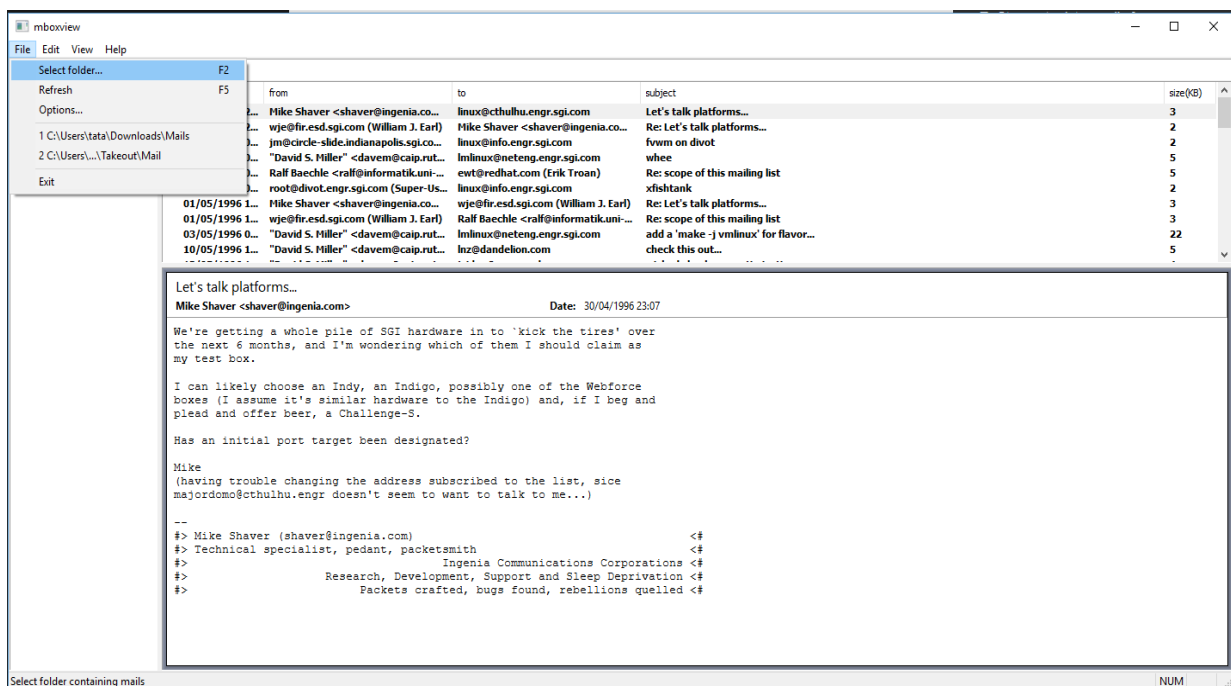 mboxview
File Edit View Help
Select folder... F2
Refresh F5
Options...
1 C:\Users\tata\Downloads\Mails
2 C:\Users\...\Takeout\Mail
Exit
from to subject size(KB)
Mike Shaver <shaver@ingenia.co... linux@cthulhu.engr.sgi.com Let's talk platforms... 3
wje@fir.esd.sgi.com (William J. Earl) Mike Shaver <shaver@ingenia.co... Re: Let's talk platforms... 2
jm@circle-slide.indianapolis.sgi.co... linux@info.engr.sgi.com fvwm on divot 2
"David S. Miller" <davem@caip.rut... lmlinux@neteng.engr.sgi.com whee 5
Ralf Baechle <ralf@informatik.uni-... ewt@redhat.com (Erik Troan) Re: scope of this mailing list 5
root@divot.engr.sgi.com (Super-Us... linux@info.engr.sgi.com xfishtank 2
01/05/1996 1... Mike Shaver <shaver@ingenia.co... wje@fir.esd.sgi.com (William J. Earl) Re: Let's talk platforms... 3
01/05/1996 1... wje@fir.esd.sgi.com (William J. Earl) Ralf Baechle <ralf@informatik.uni-... Re: scope of this mailing list 3
03/05/1996 0... "David S. Miller" <davem@caip.rut... lmlinux@neteng.engr.sgi.com add a 'make -j vmlinux' for flavor... 22
10/05/1996 1... "David S. Miller" <davem@caip.rut... lnz@dandelion.com check this out... 5
Let's talk platforms...
Mike Shaver <shaver@ingenia.com> Date: 30/04/1996 23:07
We're getting a whole pile of SGI hardware in to `kick the tires' over
the next 6 months, and I'm wondering which of them I should claim as
my test box.
I can likely choose an Indy, an Indigo, possibly one of the Webforce
boxes (I assume it's similar hardware to the Indigo) and, if I beg and
plead and offer beer, a Challenge-S.
Has an initial port target been designated?
Mike
(having trouble changing the address subscribed to the list, sice
majordomo@cthulhu.engr doesn't seem to want to talk to me...)
--
#> Mike Shaver (shaver@ingenia.com) <#
#> Technical specialist, pedant, packetsmith <#
#> Ingenia Communications Corporations <#
#> Research, Development, Support and Sleep Deprivation <#
#> Packets crafted, bugs found, rebellions quelled <#
Select folder containing mails NUM